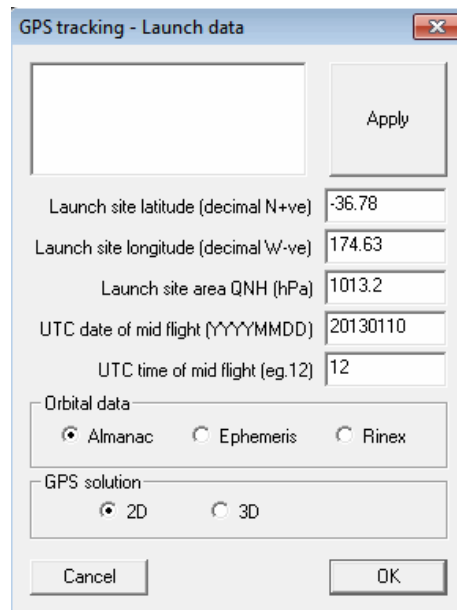 GPS tracking - Launch data
Apply
Launch site latitude (decimal N+ve) -36.78
Launch site longitude (decimal W-ve) 174.63
Launch site area QNH (hPa) 1013.2
UTC date of mid flight (YYYYMMDD) 20130110
UTC time of mid flight (eg.12) 12
Orbital data
Almanac Ephemeris Rinex
GPS solution
2D 3D
Cancel OK